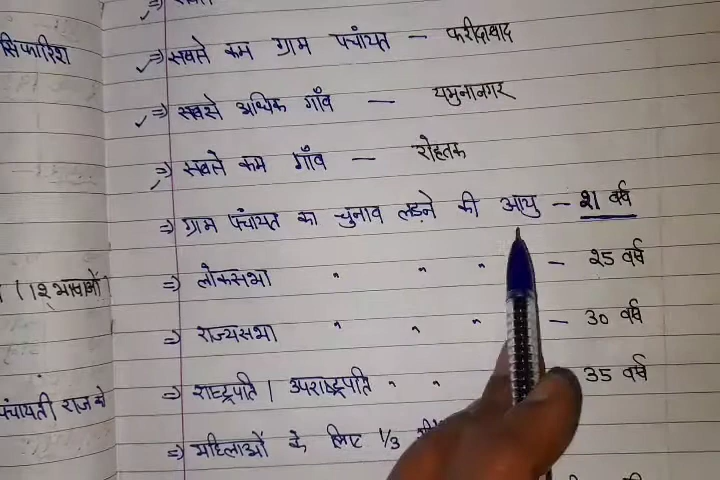 सिफारिश
=> सबसे कम ग्राम पंचायत - फरीदाबाद
=> सबसे अधिक गाँव - यमुनानगर
=> सबसे कम गाँव - रोहतक
=> ग्राम पंचायत का चुनाव लड़ने की आयु - 21 वर्ष
=> लोकसभा " " " - 25 वर्ष
(12 भाषाओं
=> राज्यसभा " " " - 30 वर्ष
=> राष्ट्रपति / उपराष्ट्रपति " " 35 वर्ष
पंचायती राज को
=> महिलाओं के लिए 1/3